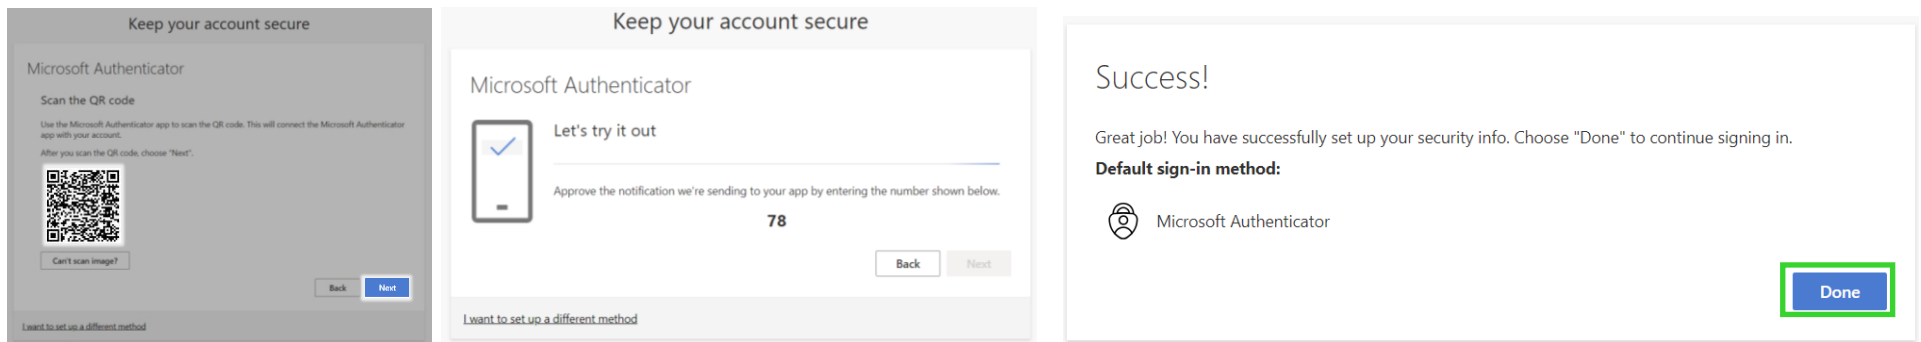 Keep your account secure
Microsoft Authenticator
Scan the QR code
Use the Microsoft Authenticator app to scan the QR code. This will connect the Microsoft Authenticator
app with your account.
After you scan the QR code, choose "Next".
Can't scan image?
Back
Next
I want to set up a different method
Keep your account secure
Microsoft Authenticator
Let's try it out
Approve the notification we're sending to your app by entering the number shown below.
78
Back
Next
I want to set up a different method
Success!
Great job! You have successfully set up your security info. Choose "Done" to continue signing in.
Default sign-in method:
Microsoft Authenticator
Done